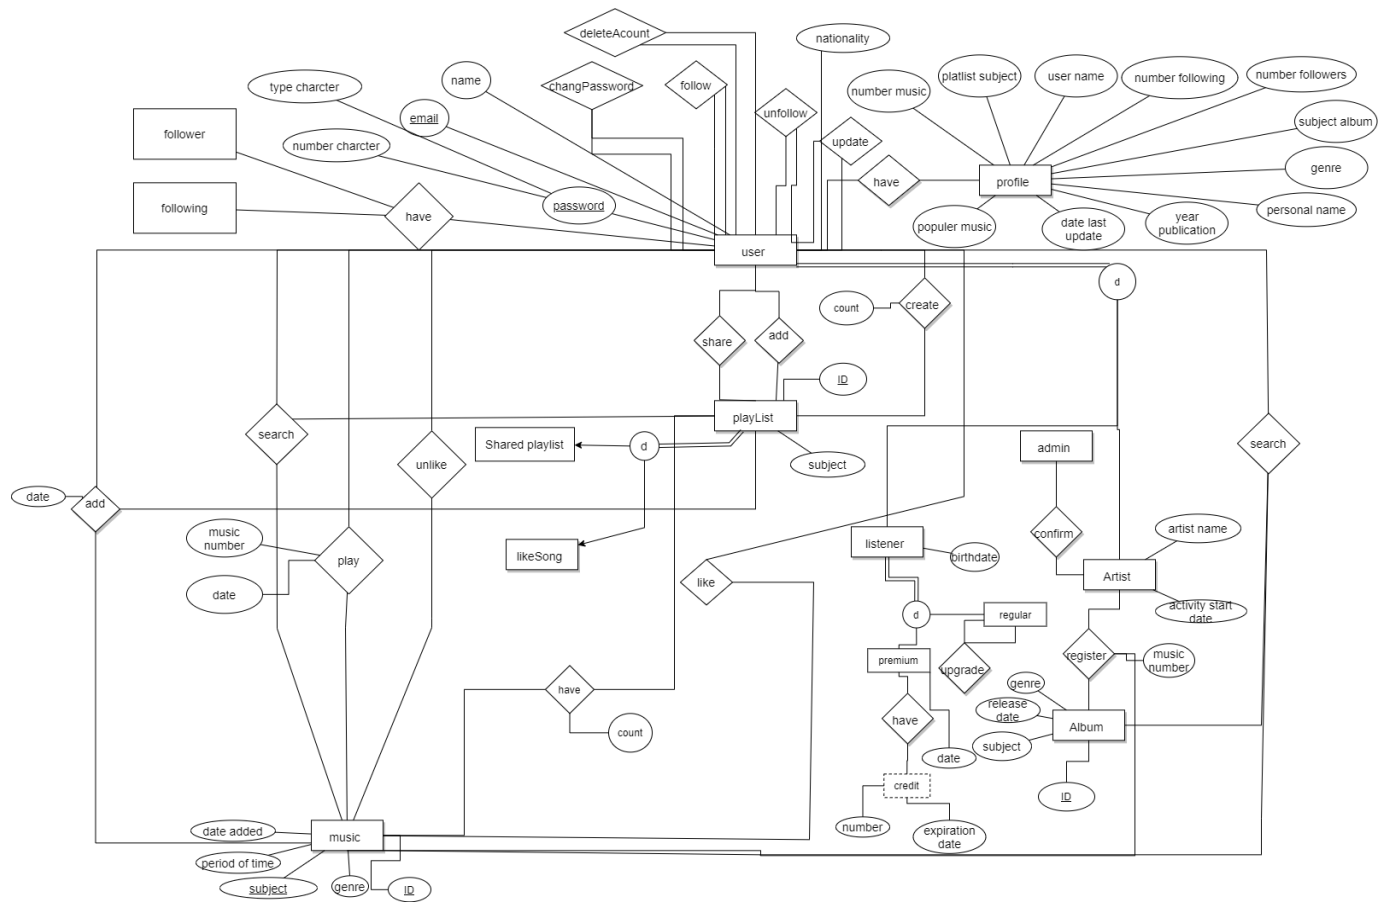 deleteAcount
nationality
name
changPassword
follow
platlist subject
user name
number following
number followers
type charcter
number music
email
unfollow
subject album
follower
number charcter
update
genre
have
profile
following
password
personal name
have
populer music
date last
update
year
publication
user
d
count
create
share
add
ID
playList
search
Shared playlist
d
subject
admin
search
unlike
date
add
music
number
confirm
artist name
play
likeSong
listener
birthdate
Artist
like
date
activity start
date
d
regular
register
music
number
premium
upgrade
have
count
genre
release
date
have
Album
subject
date
credit
ID
number
expiration
date
date added
music
period of time
subject
genre
ID